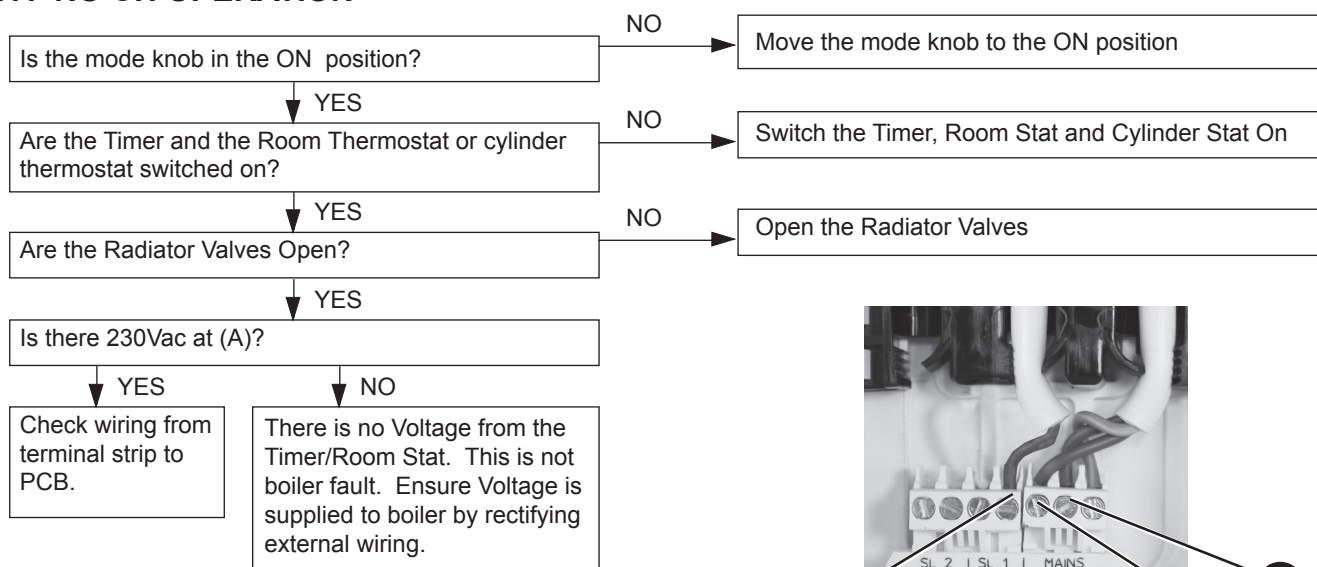 NO
Is the mode knob in the ON position?
Move the mode knob to the ON position
YES
NO
Are the Timer and the Room Thermostat or cylinder
thermostat switched on?
Switch the Timer, Room Stat and Cylinder Stat On
YES
NO
Are the Radiator Valves Open?
Open the Radiator Valves
YES
Is there 230Vac at (A)?
YES
NO
Check wiring from
terminal strip to
PCB.
There is no Voltage from the
Timer/Room Stat. This is not
boiler fault. Ensure Voltage is
supplied to boiler by rectifying
external wiring.
SL 2 | SL 1 | MAINS